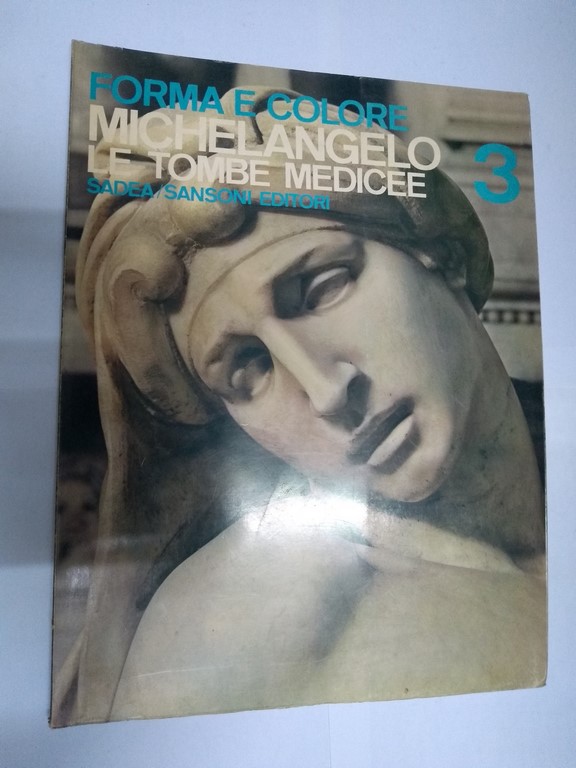 FORMA E COLORE
MICHELANGELO
LE TOMBE MEDICEE
SADEA/SANSONI EDITORI
3